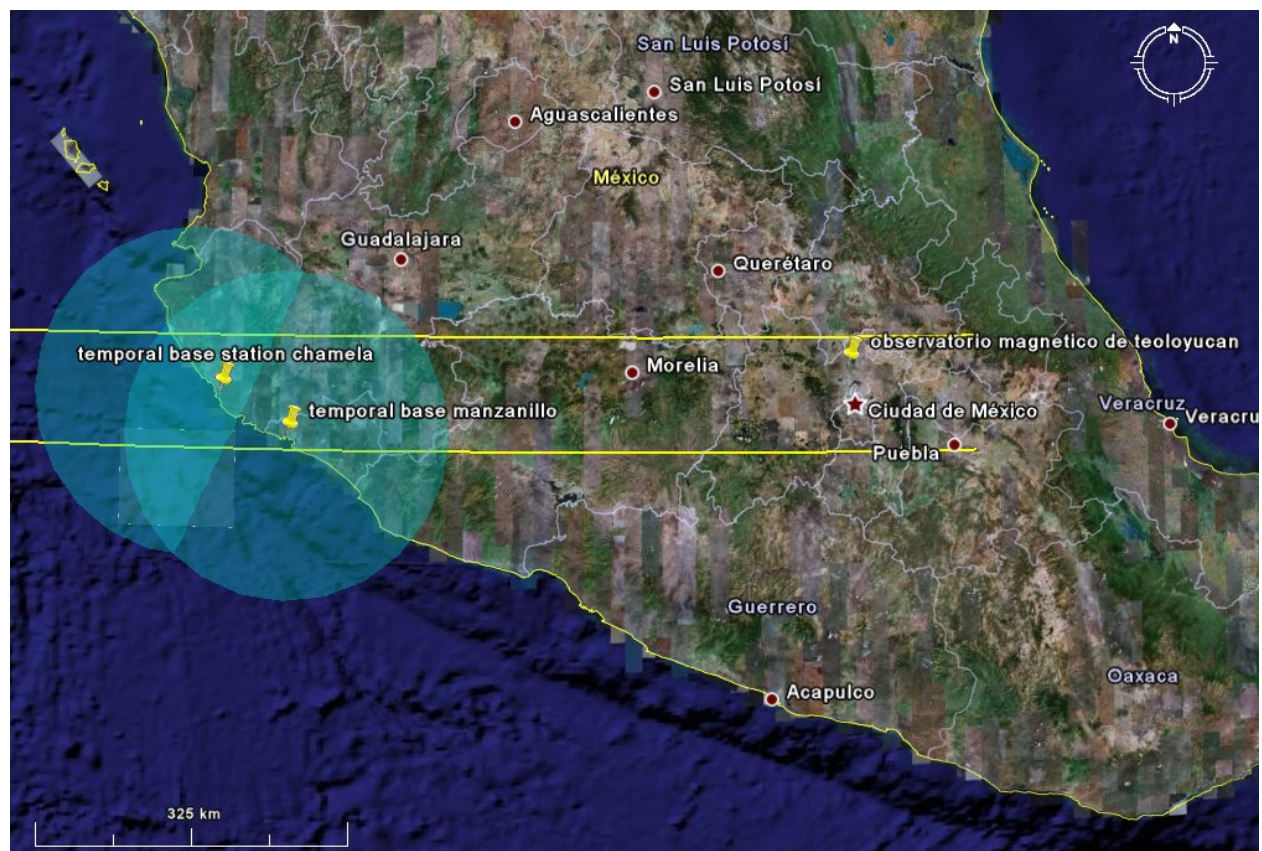 San Luis Potosí
N
San Luis Potosí
Aguascalientes
México
Guadalajara
Querétaro
observatorio magnetico de teoloyucan
temporal base station chamela
Morelia
Veracruz
temporal base manzanillo
Ciudad de México
Veracru
Puebla
Guerrero
Oaxaca
Acapulco
325 km